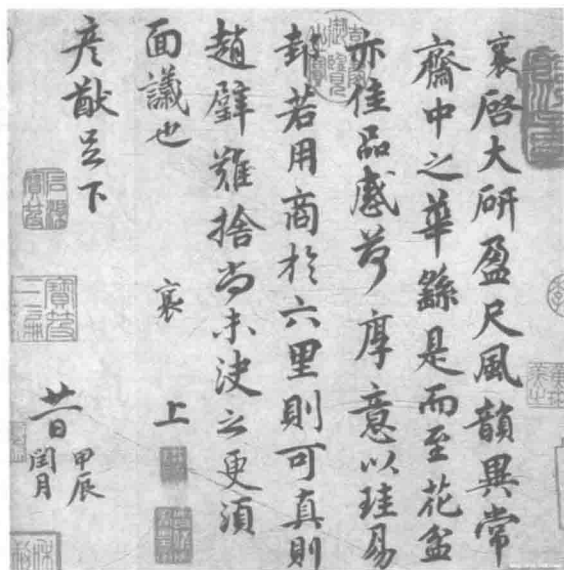 襄啓大研盈尺風韻異常
齋中之華繇是而至花盆
亦佳品感荷厚意以珪易
邽若用商於六里則可真則
趙璧難捨尚未決之更須
面議也 襄 上
彥猷足下
廿一日 甲辰
閏月